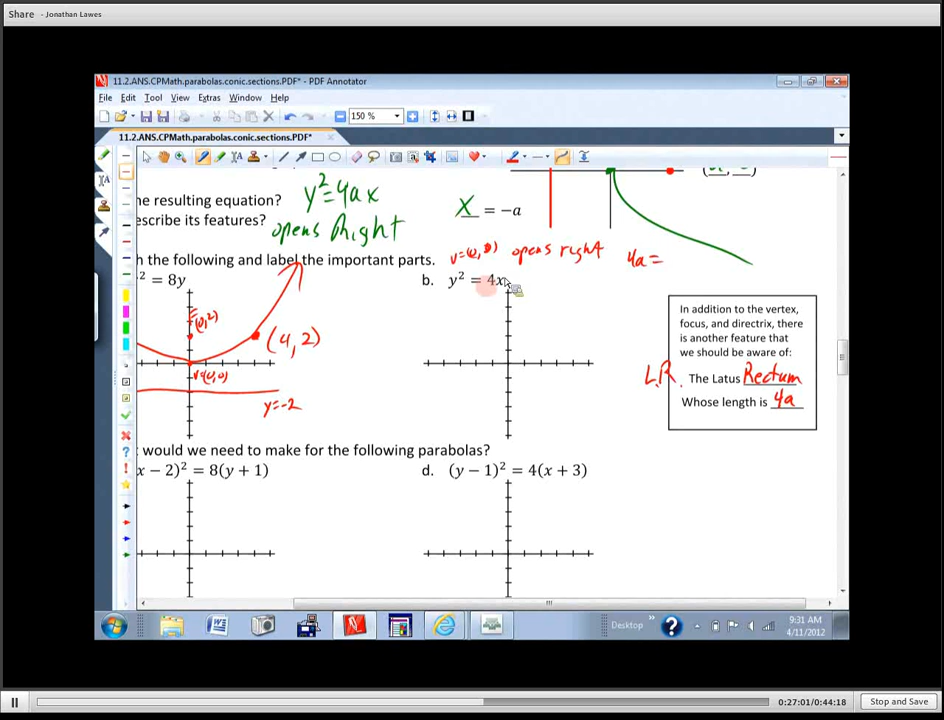 Share - Jonathan Lawes
11.2.ANS.CPMath.parabolas.conic.sections.PDF* - PDF Annotator
File Edit Tool View Extras Window Help
150 %
11.2.ANS.CPMath.parabolas.conic.sections.PDF*
he resulting equation? y² = 4ax
X = -a
escribe its features? opens Right
h the following and label the important parts. v=(0,0) opens right 4a =
² = 8y
b. y² = 4x
F=(0,2)
(4,2)
v=(0,0)
y=-2
In addition to the vertex,
focus, and directrix, there
is another feature that
we should be aware of:
L.R. The Latus Rectum
Whose length is 4a
would we need to make for the following parabolas?
x − 2)² = 8(y + 1)
d. (y − 1)² = 4(x + 3)
Desktop
9:31 AM
4/11/2012
0:27:01/0:44:18
Stop and Save